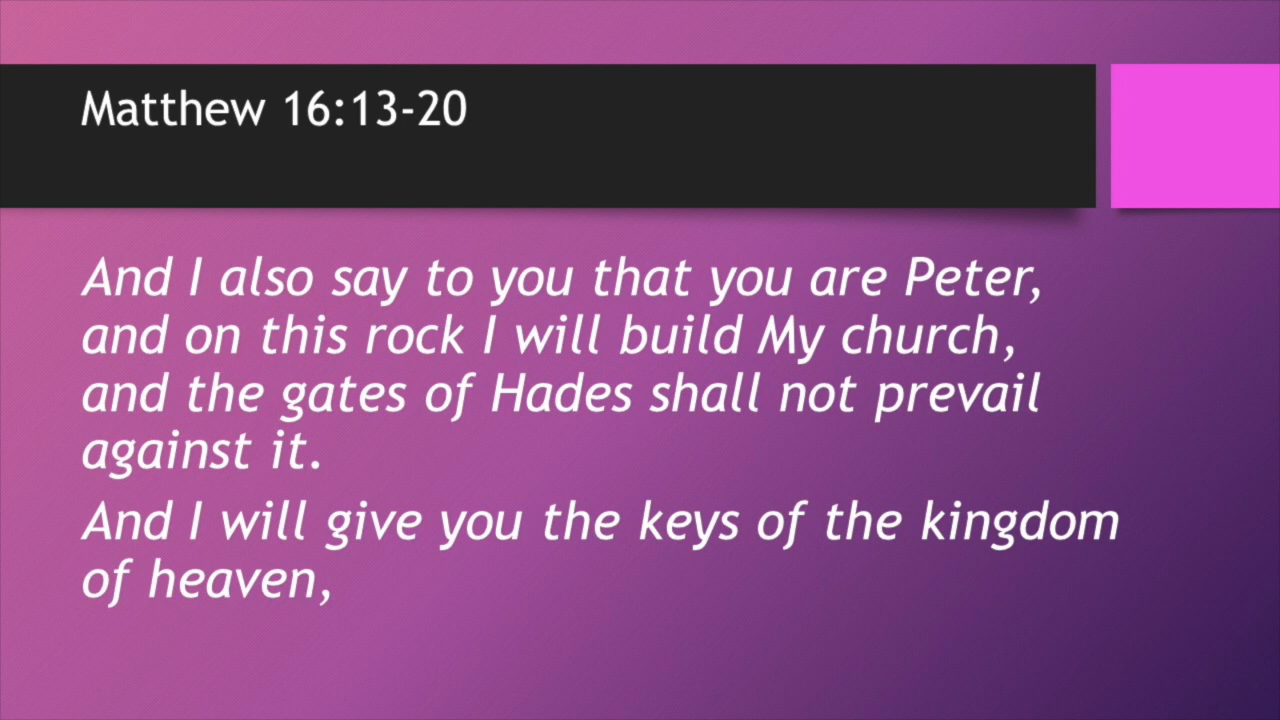 Matthew 16:13-20
And I also say to you that you are Peter,
and on this rock I will build My church,
and the gates of Hades shall not prevail
against it.
And I will give you the keys of the kingdom
of heaven,